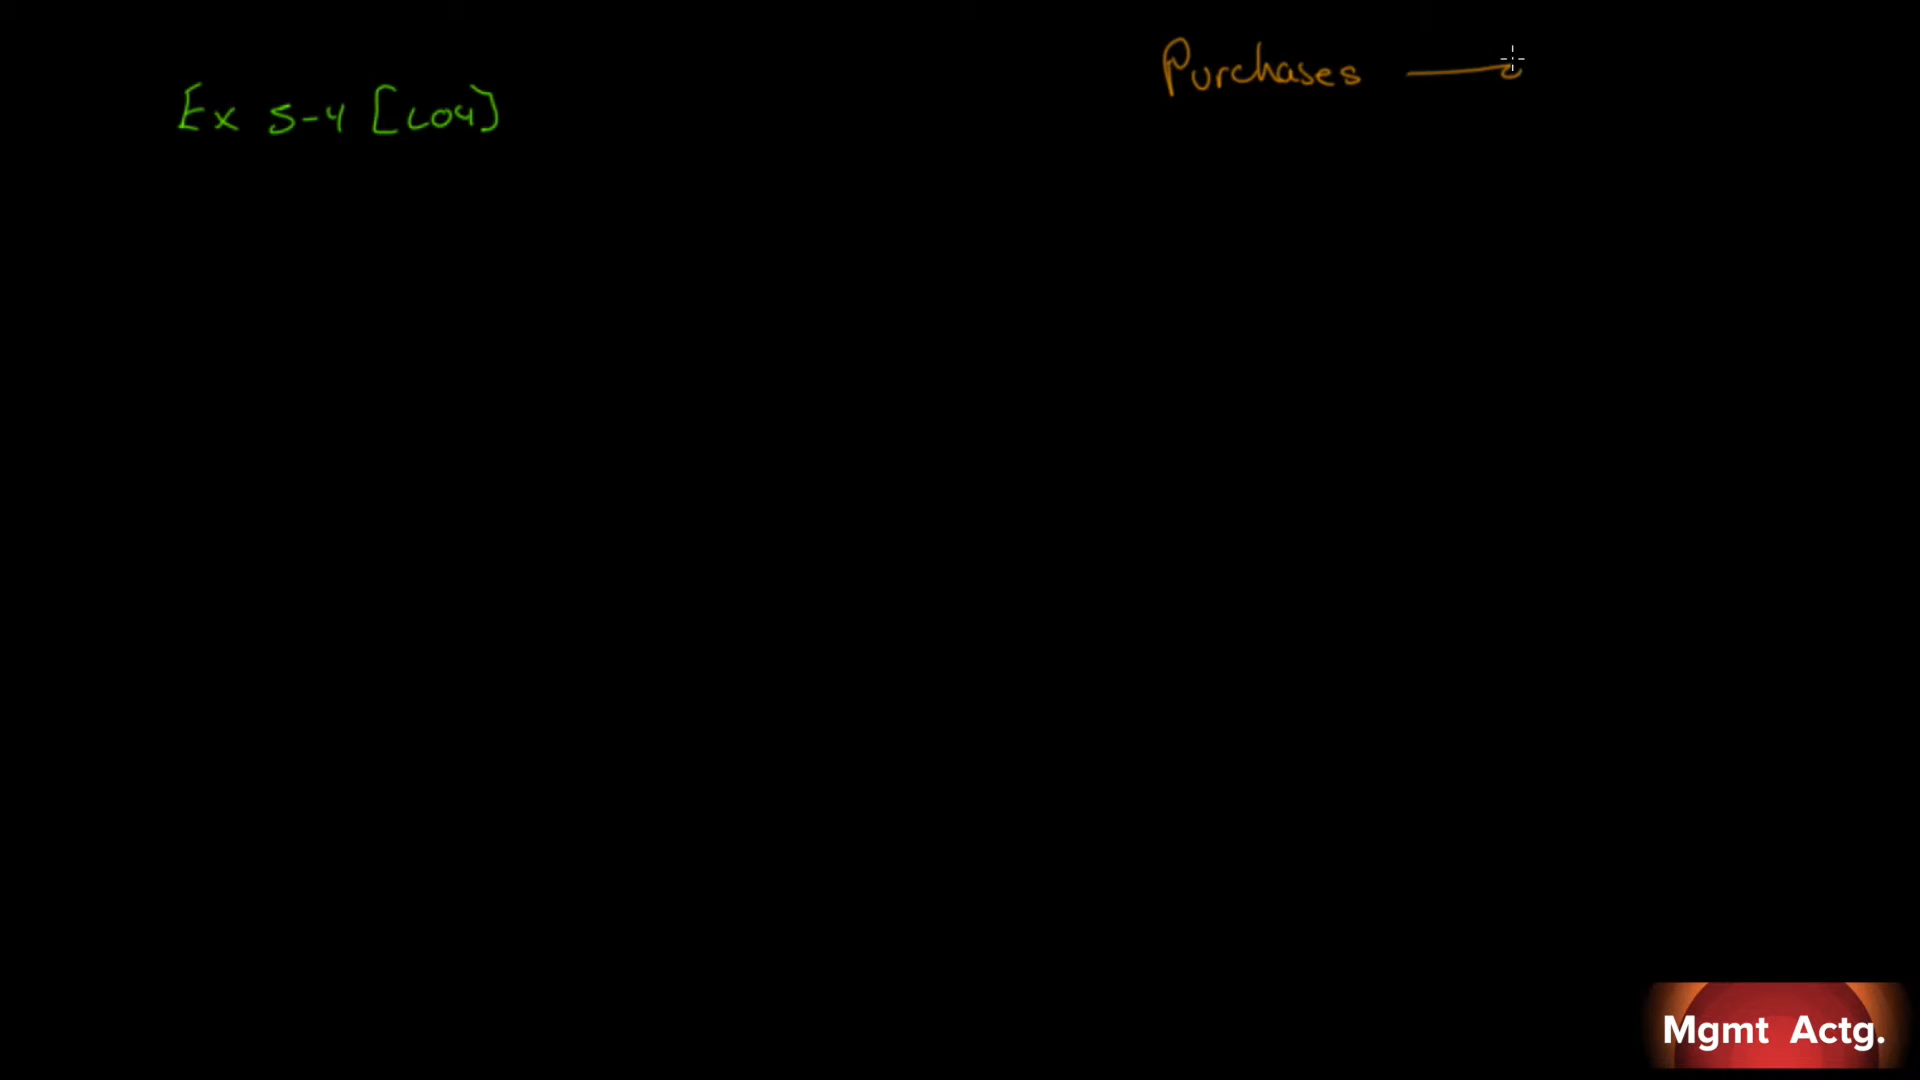 Purchases
Ex 5-4 [LO4]
Mgmt Actg.